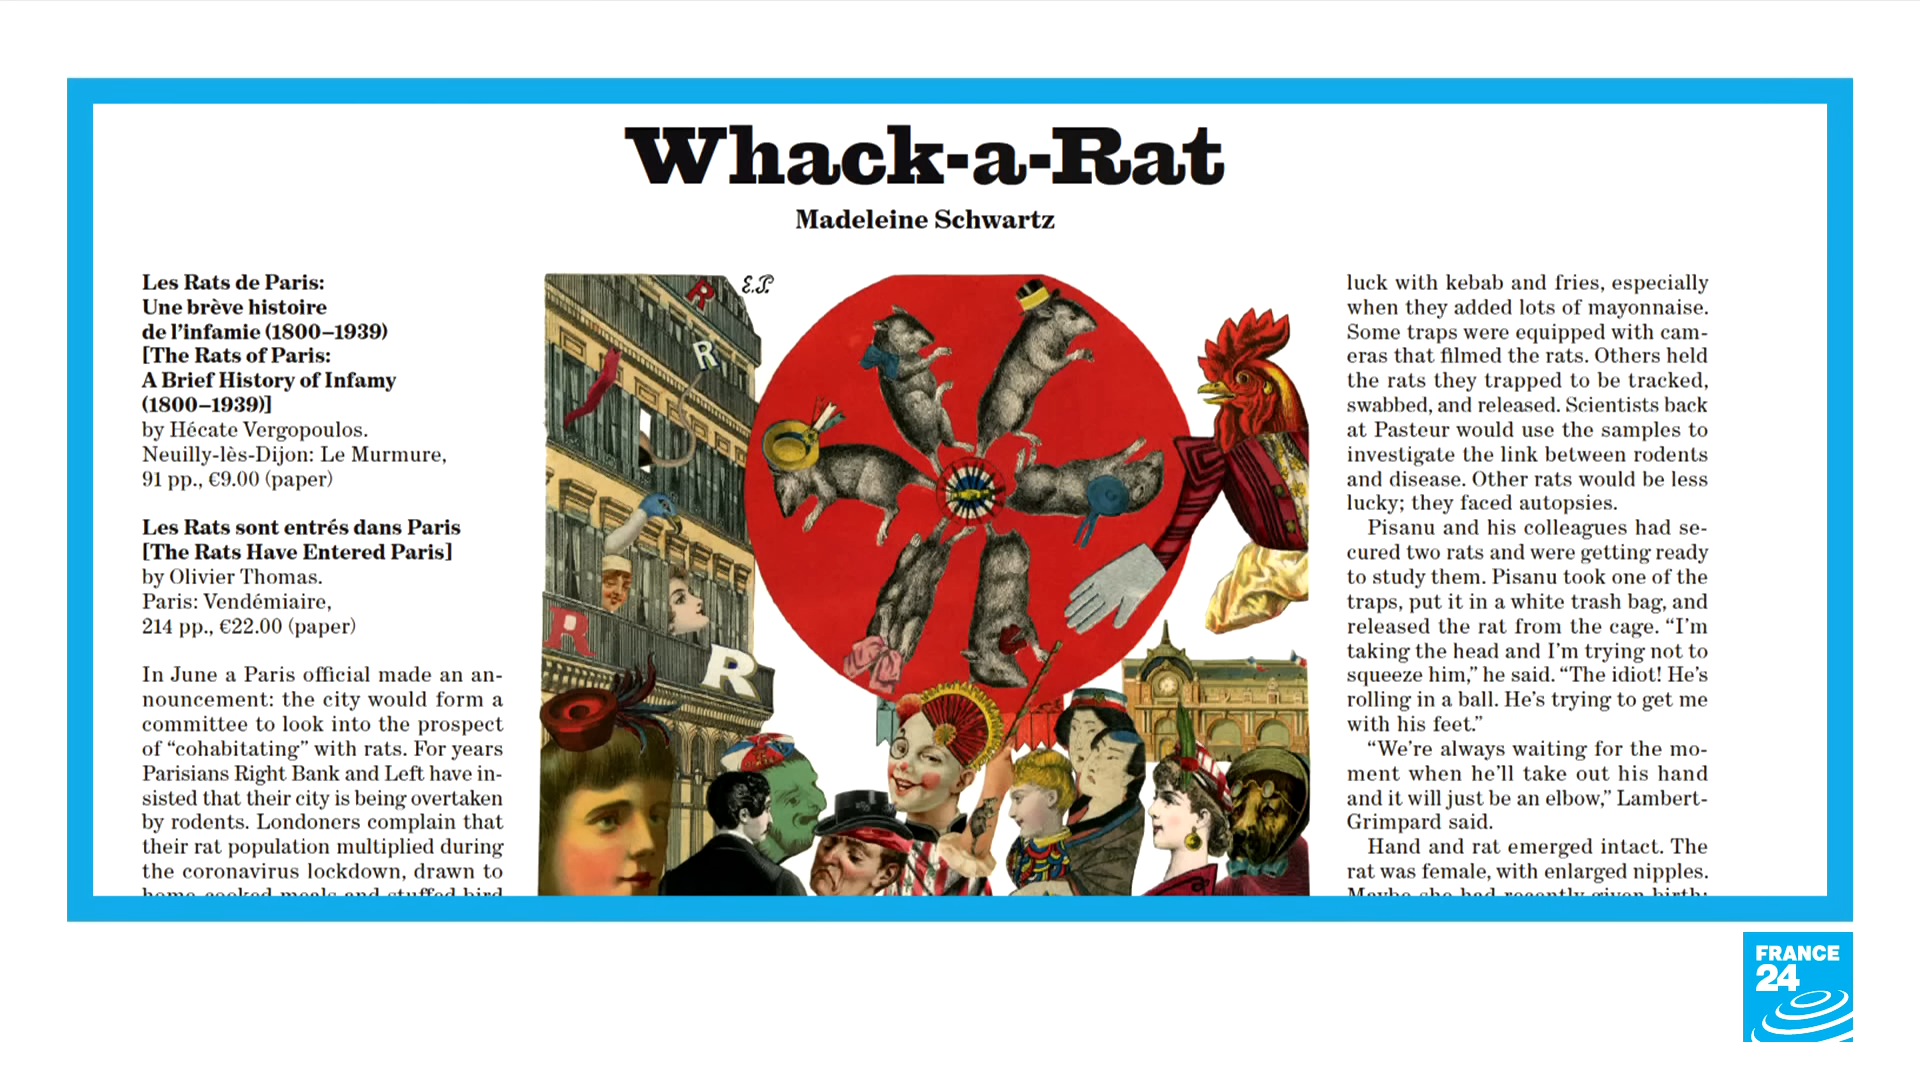 Whack-a-Rat
Madeleine Schwartz
Les Rats de Paris:
Une brève histoire
de l’infamie (1800–1939)
[The Rats of Paris:
A Brief History of Infamy
(1800–1939)]
by Hécate Vergopoulos.
Neuilly-lès-Dijon: Le Murmure,
91 pp., €9.00 (paper)
Les Rats sont entrés dans Paris
[The Rats Have Entered Paris]
by Olivier Thomas.
Paris: Vendémiaire,
214 pp., €22.00 (paper)
In June a Paris official made an an-
nouncement: the city would form a
committee to look into the prospect
of “cohabitating” with rats. For years
Parisians Right Bank and Left have in-
sisted that their city is being overtaken
by rodents. Londoners complain that
their rat population multiplied during
the coronavirus lockdown, drawn to
home-cooked meals and stuffed bird
E.P.
R
R
R
R
luck with kebab and fries, especially
when they added lots of mayonnaise.
Some traps were equipped with cam-
eras that filmed the rats. Others held
the rats they trapped to be tracked,
swabbed, and released. Scientists back
at Pasteur would use the samples to
investigate the link between rodents
and disease. Other rats would be less
lucky; they faced autopsies.
Pisanu and his colleagues had se-
cured two rats and were getting ready
to study them. Pisanu took one of the
traps, put it in a white trash bag, and
released the rat from the cage. “I’m
taking the head and I’m trying not to
squeeze him,” he said. “The idiot! He’s
rolling in a ball. He’s trying to get me
with his feet.”
“We’re always waiting for the mo-
ment when he’ll take out his hand
and it will just be an elbow,” Lambert-
Grimpard said.
Hand and rat emerged intact. The
rat was female, with enlarged nipples.
Maybe she had recently given birth;
FRANCE
24